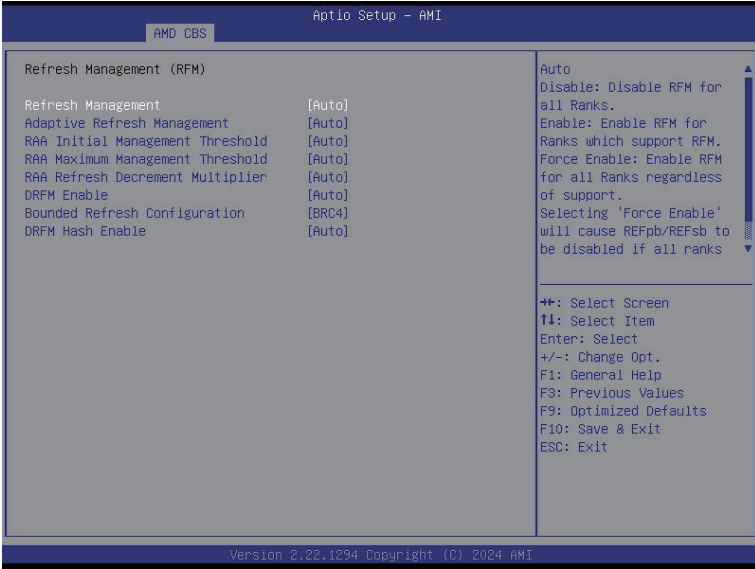 Aptio Setup - AMI
AMD CBS
Refresh Management (RFM)
Refresh Management [Auto]
Adaptive Refresh Management [Auto]
RAA Initial Management Threshold [Auto]
RAA Maximum Management Threshold [Auto]
RAA Refresh Decrement Multiplier [Auto]
DRFM Enable [Auto]
Bounded Refresh Configuration [BRC4]
DRFM Hash Enable [Auto]
Auto
Disable: Disable RFM for
all Ranks.
Enable: Enable RFM for
Ranks which support RFM.
Force Enable: Enable RFM
for all Ranks regardless
of support.
Selecting 'Force Enable'
will cause REFpb/REFsb to
be disabled if all ranks
→←: Select Screen
↑↓: Select Item
Enter: Select
+/-: Change Opt.
F1: General Help
F3: Previous Values
F9: Optimized Defaults
F10: Save & Exit
ESC: Exit
Version 2.22.1294 Copyright (C) 2024 AMI